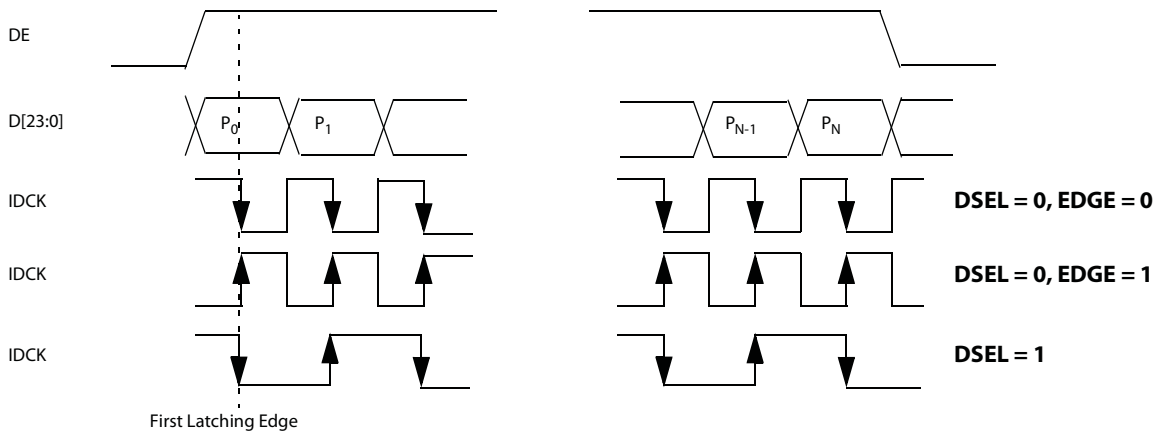 DE
D[23:0]
P0 P1 PN-1 PN
IDCK
DSEL = 0, EDGE = 0
IDCK
DSEL = 0, EDGE = 1
IDCK
DSEL = 1
First Latching Edge